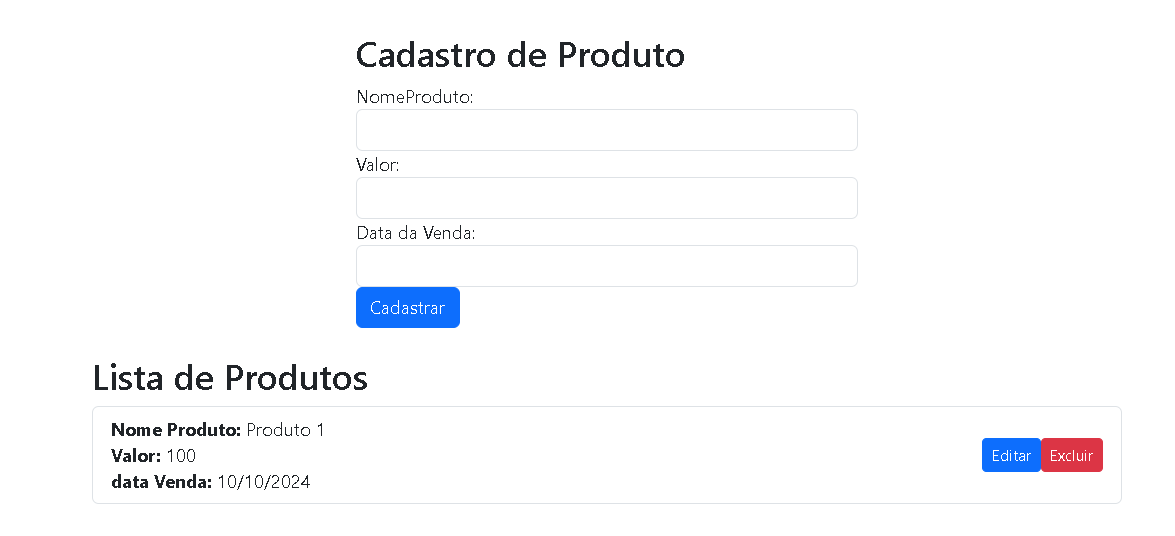 Cadastro de Produto
NomeProduto:
Valor:
Data da Venda:
Cadastrar
Lista de Produtos
Nome Produto: Produto 1
Valor: 100
data Venda: 10/10/2024
Editar Excluir